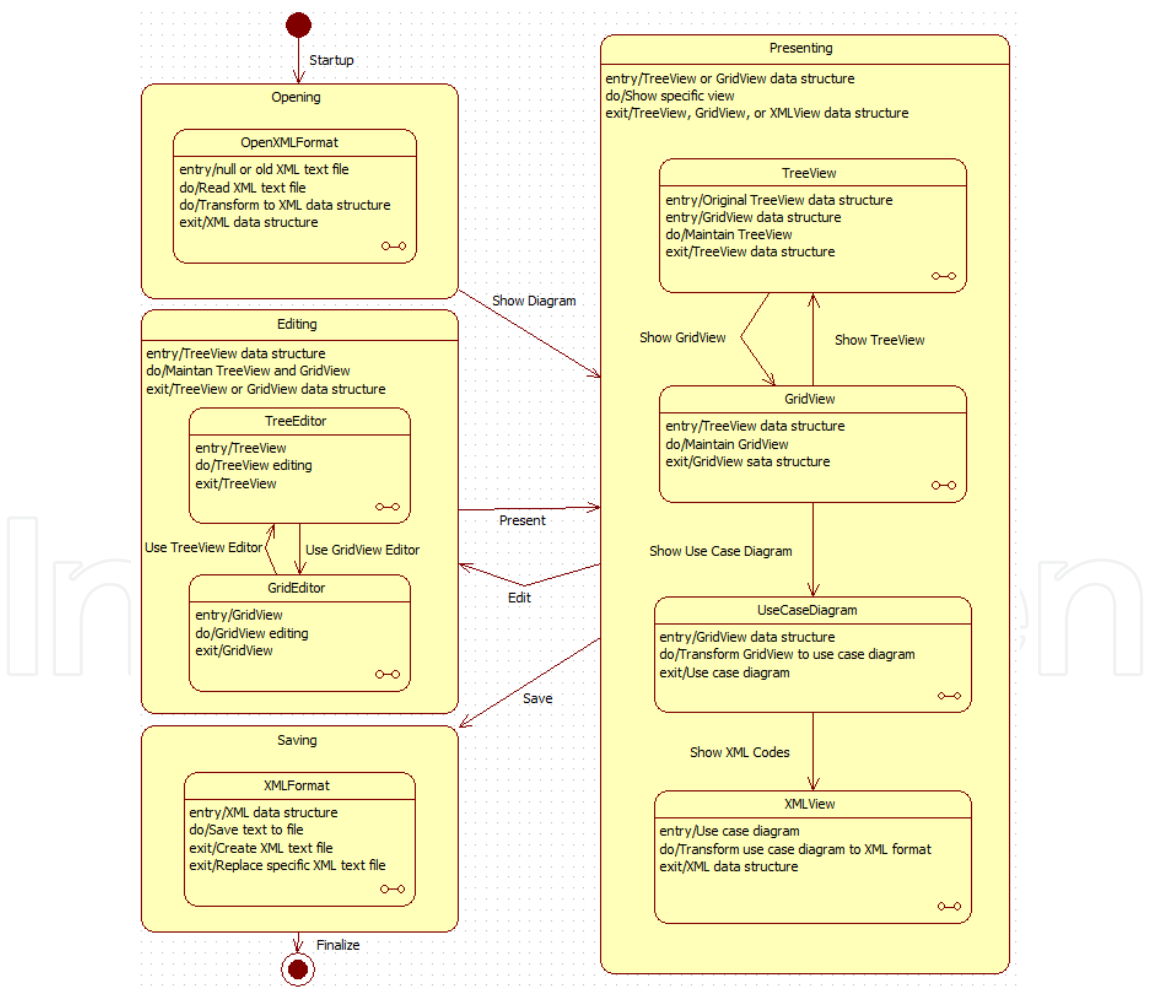 Startup
Opening
OpenXMLFormat
entry/null or old XML text file
do/Read XML text file
do/Transform to XML data structure
exit/XML data structure
Show Diagram
Editing
entry/TreeView data structure
do/Maintan TreeView and GridView
exit/TreeView or GridView data structure
TreeEditor
entry/TreeView
do/TreeView editing
exit/TreeView
Use TreeView Editor
Use GridView Editor
GridEditor
entry/GridView
do/GridView editing
exit/GridView
Present
Edit
Save
Saving
XMLFormat
entry/XML data structure
do/Save text to file
exit/Create XML text file
exit/Replace specific XML text file
Finalize
Presenting
entry/TreeView or GridView data structure
do/Show specific view
exit/TreeView, GridView, or XMLView data structure
TreeView
entry/Original TreeView data structure
entry/GridView data structure
do/Maintain TreeView
exit/TreeView data structure
Show GridView
Show TreeView
GridView
entry/TreeView data structure
do/Maintain GridView
exit/GridView sata structure
Show Use Case Diagram
UseCaseDiagram
entry/GridView data structure
do/Transform GridView to use case diagram
exit/Use case diagram
Show XML Codes
XMLView
entry/Use case diagram
do/Transform use case diagram to XML format
exit/XML data structure